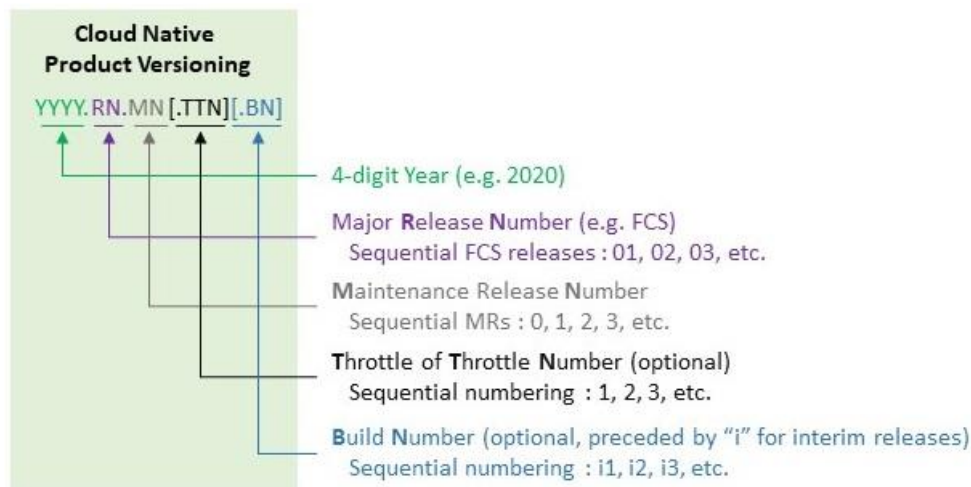 Cloud Native
Product Versioning
YYYY.RN.MN [.TTN][.BN]
4-digit Year (e.g. 2020)
Major Release Number (e.g. FCS)
Sequential FCS releases : 01, 02, 03, etc.
Maintenance Release Number
Sequential MRs : 0, 1, 2, 3, etc.
Throttle of Throttle Number (optional)
Sequential numbering : 1, 2, 3, etc.
Build Number (optional, preceded by “i” for interim releases)
Sequential numbering : i1, i2, i3, etc.